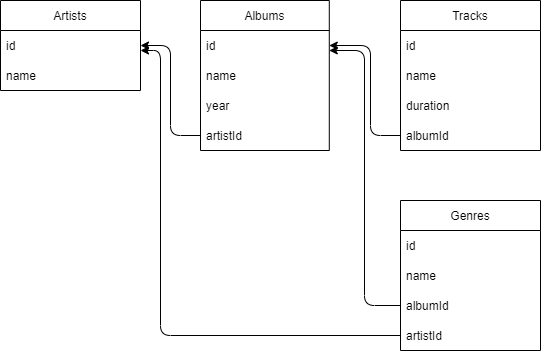 Artists
id
name
Albums
id
name
year
artistId
Tracks
id
name
duration
albumId
Genres
id
name
albumId
artistId